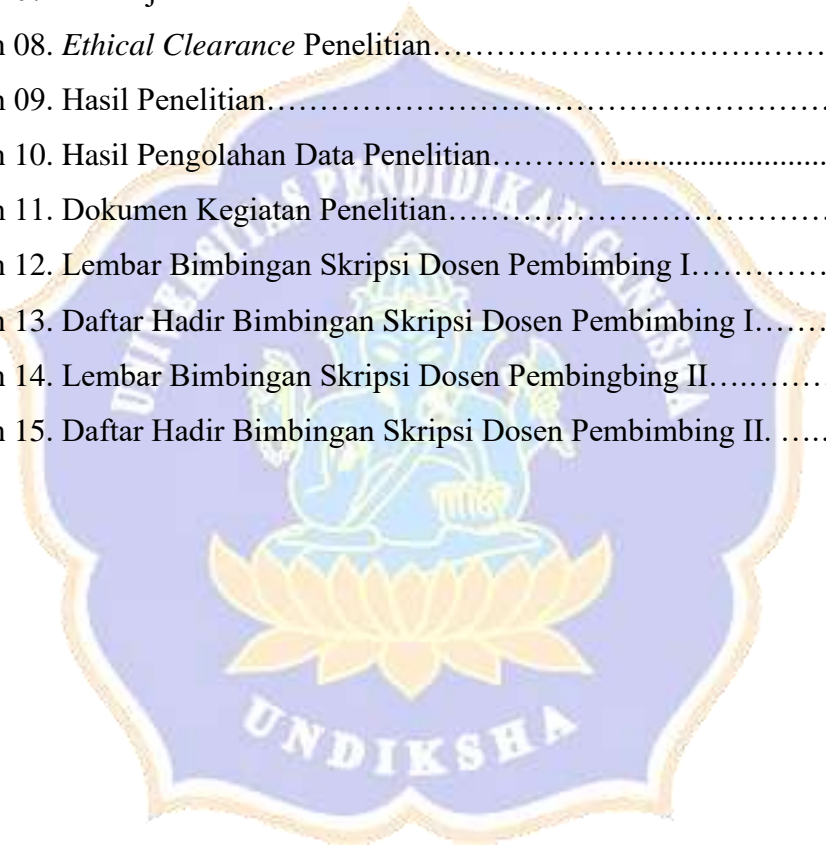 n 08. Ethical Clearance Penelitian……………………………….
n 09. Hasil Penelitian……………………………………………….
n 10. Hasil Pengolahan Data Penelitian…………..............................
n 11. Dokumen Kegiatan Penelitian……………………………….
n 12. Lembar Bimbingan Skripsi Dosen Pembimbing I………….
n 13. Daftar Hadir Bimbingan Skripsi Dosen Pembimbing I…….
n 14. Lembar Bimbingan Skripsi Dosen Pembingbing II….…….
n 15. Daftar Hadir Bimbingan Skripsi Dosen Pembimbing II. …..
UNIVERSITAS PENDIDIKAN GANESHA
UNDIKSHA